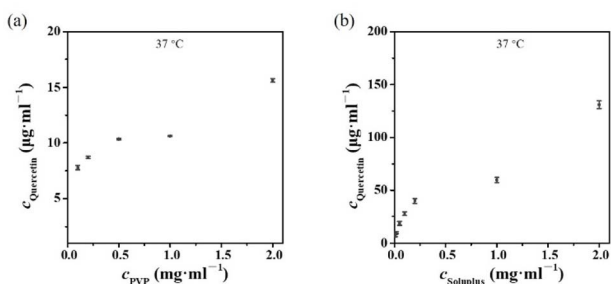 (a)
37 °C
20
15
10
5
0.0 0.5 1.0 1.5 2.0
c_Quercetin (μg·ml⁻¹)
c_PVP (mg·ml⁻¹)
(b)
37 °C
200
150
100
50
0
0.0 0.5 1.0 1.5 2.0
c_Quercetin (μg·ml⁻¹)
c_Soluplus (mg·ml⁻¹)